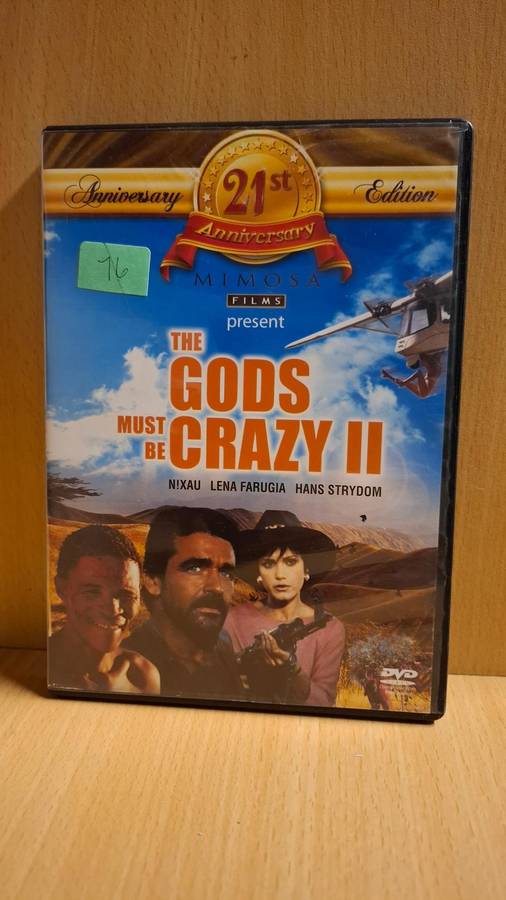 Anniversary
21st
Edition
Anniversary
76
MIMOSA
FILMS
present
THE
GODS
MUST
BE
CRAZY II
N!XAU LENA FARUGIA HANS STRYDOM
DVD